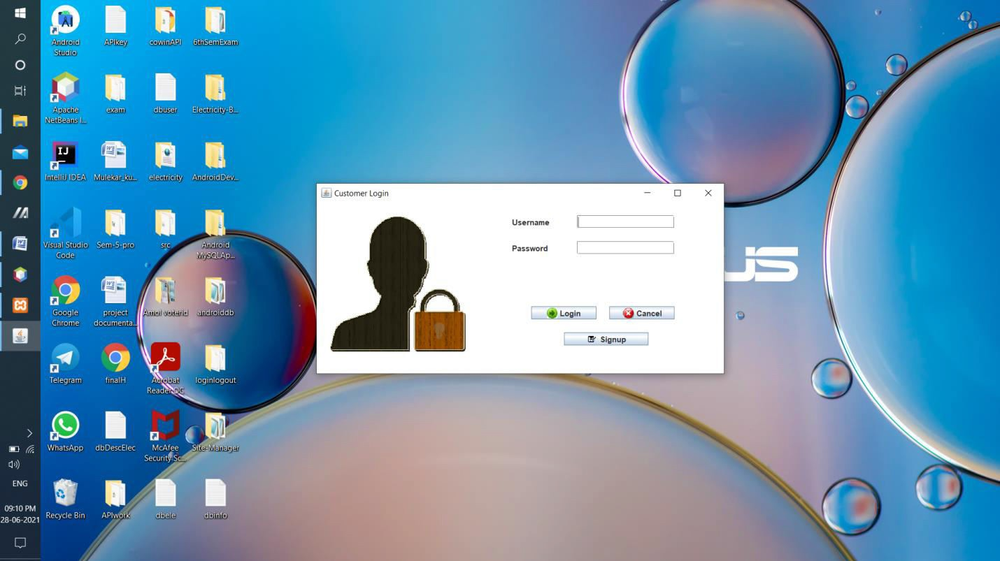 Android
Studio
APIkey
cowinAPI
6thSemExam
Apache
NetBeans I...
exam
dbuser
Electricity-B...
IJ
IntelliJ IDEA
Mulekar_ku...
electricity
AndroidDev...
Visual Studio
Code
Sem-5-pro
src
Android
MySQLAp...
Google
Chrome
project
documenta...
Amol voterid
androiddb
Telegram
finalH
Acrobat
Reader DC
loginlogout
WhatsApp
dbDescElec
McAfee
Security Sc...
Site-Manager
Recycle Bin
APIwork
dbele
dbinfo
Customer Login
Username
Password
Login
Cancel
Signup
ENG
09:10 PM
28-06-2021